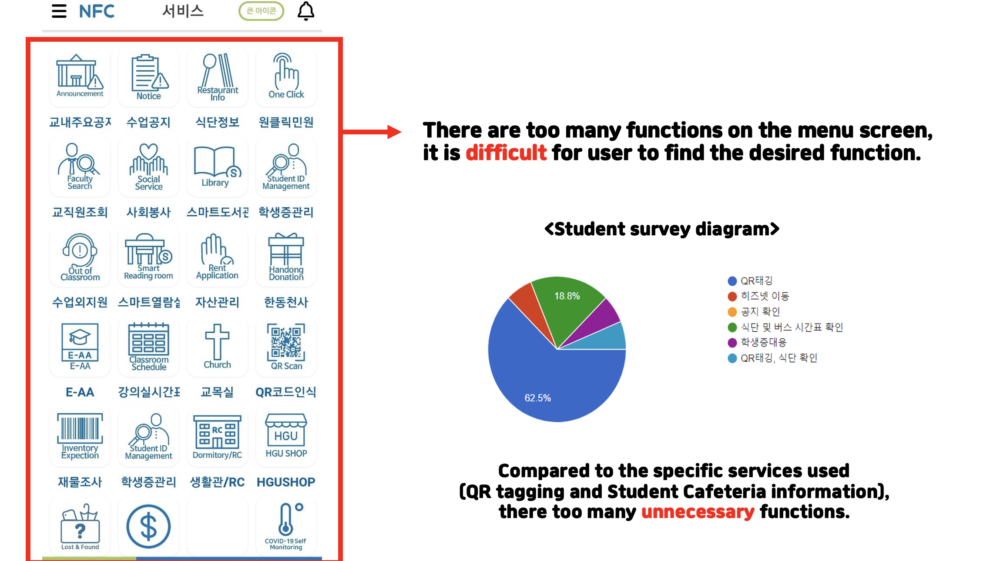 NFC 서비스 큰 아이콘
Announcement
Notice
Restaurant
Info
One Click
교내주요공지
수업공지
식단정보
원클릭민원
Faculty
Search
Social
Service
Library
S
Student ID
Management
교직원조회
사회봉사
스마트도서관
학생증관리
Out of
Classroom
S
Smart
Reading room
Rent
Application
Handong
Donation
수업외지원
스마트열람실
자산관리
한동천사
E-AA
E-AA
Classroom
Schedule
Church
QR Scan
E-AA
강의실시간표
교목실
QR코드인식
Inventory
Expection
Student ID
Management
RC
Dormitory/RC
HGU
HGU SHOP
재물조사
학생증관리
생활관/RC
HGUSHOP
?
Lost & Found
$
COVID-19 Self
Monitoring
There are too many functions on the menu screen,
it is difficult for user to find the desired function.
<Student survey diagram>
18.8%
62.5%
QR태깅
히즈넷 이동
공지 확인
식단 및 버스 시간표 확인
학생증대용
QR태깅, 식단 확인
Compared to the specific services used
(QR tagging and Student Cafeteria information),
there too many unnecessary functions.